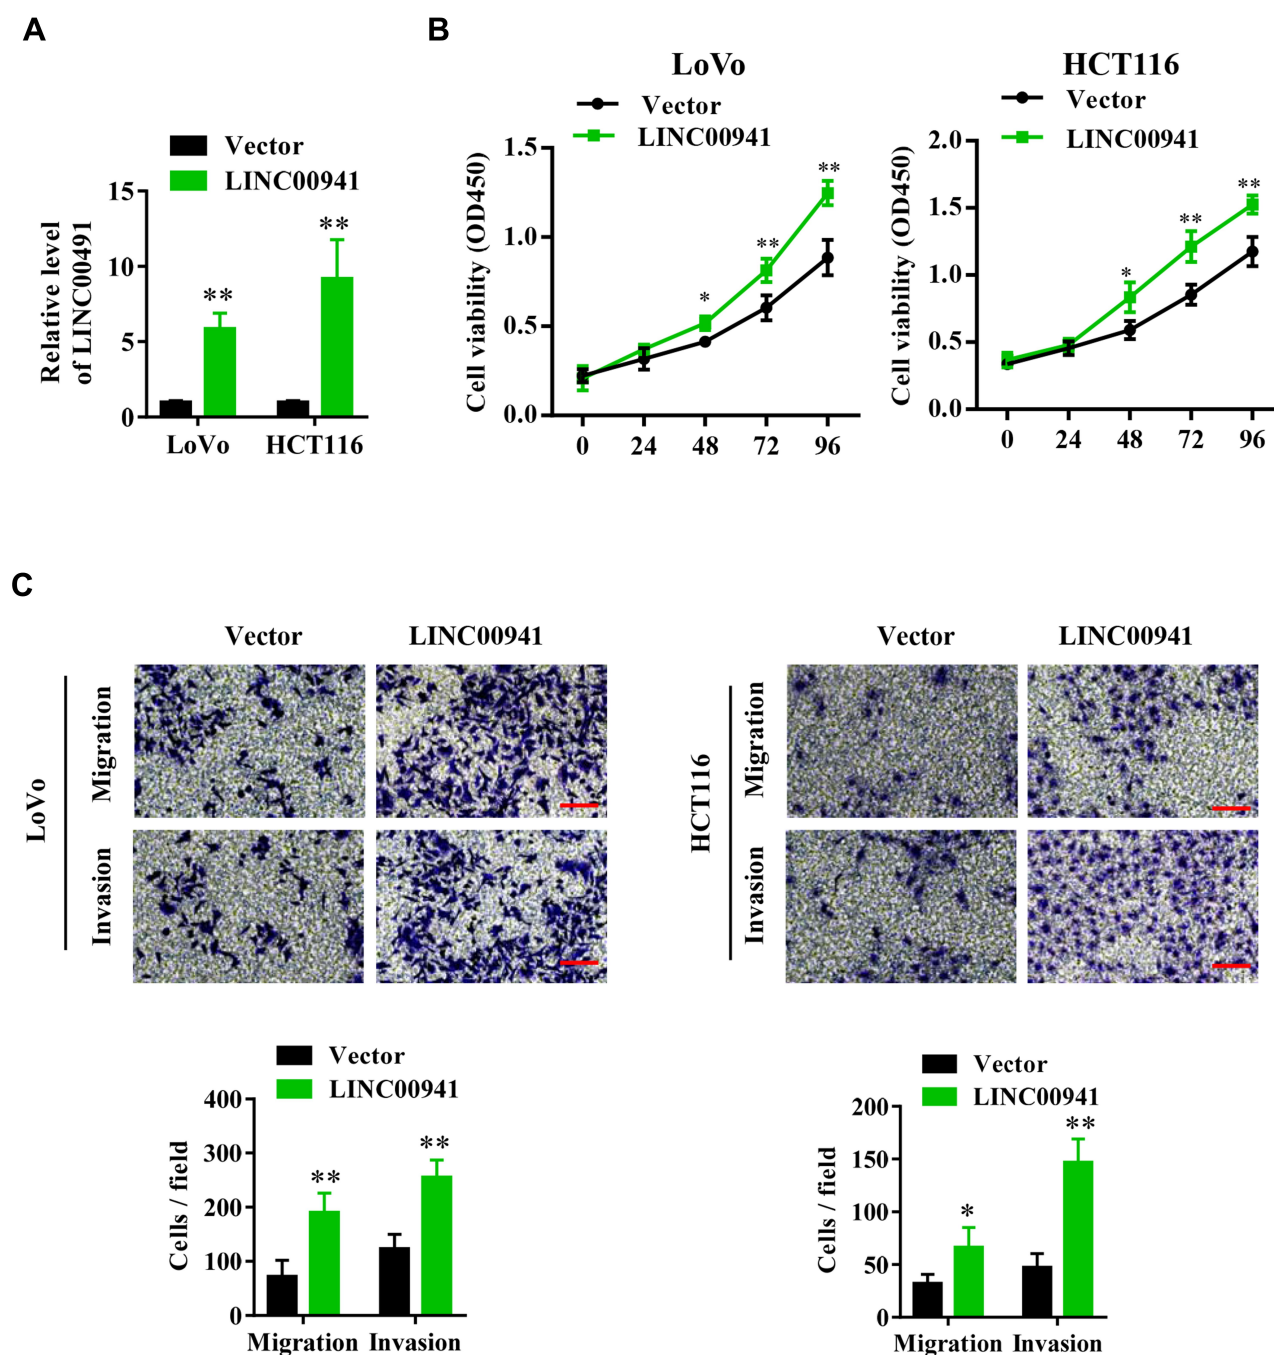 A
Vector
LINC00941
Relative level
of LINC00491
15
10
5
0
**
**
LoVo
HCT116
B
LoVo
Vector
LINC00941
Cell viability (OD450)
1.5
1.0
0.5
0.0
*
**
**
0 24 48 72 96
HCT116
Vector
LINC00941
Cell viability (OD450)
2.0
1.5
1.0
0.5
0.0
*
**
**
0 24 48 72 96
C
Vector
LINC00941
LoVo
Migration
Invasion
Vector
LINC00941
HCT116
Migration
Invasion
Vector
LINC00941
Cells / field
400
300
200
100
0
**
**
Migration Invasion
Vector
LINC00941
Cells / field
200
150
100
50
0
*
**
Migration Invasion